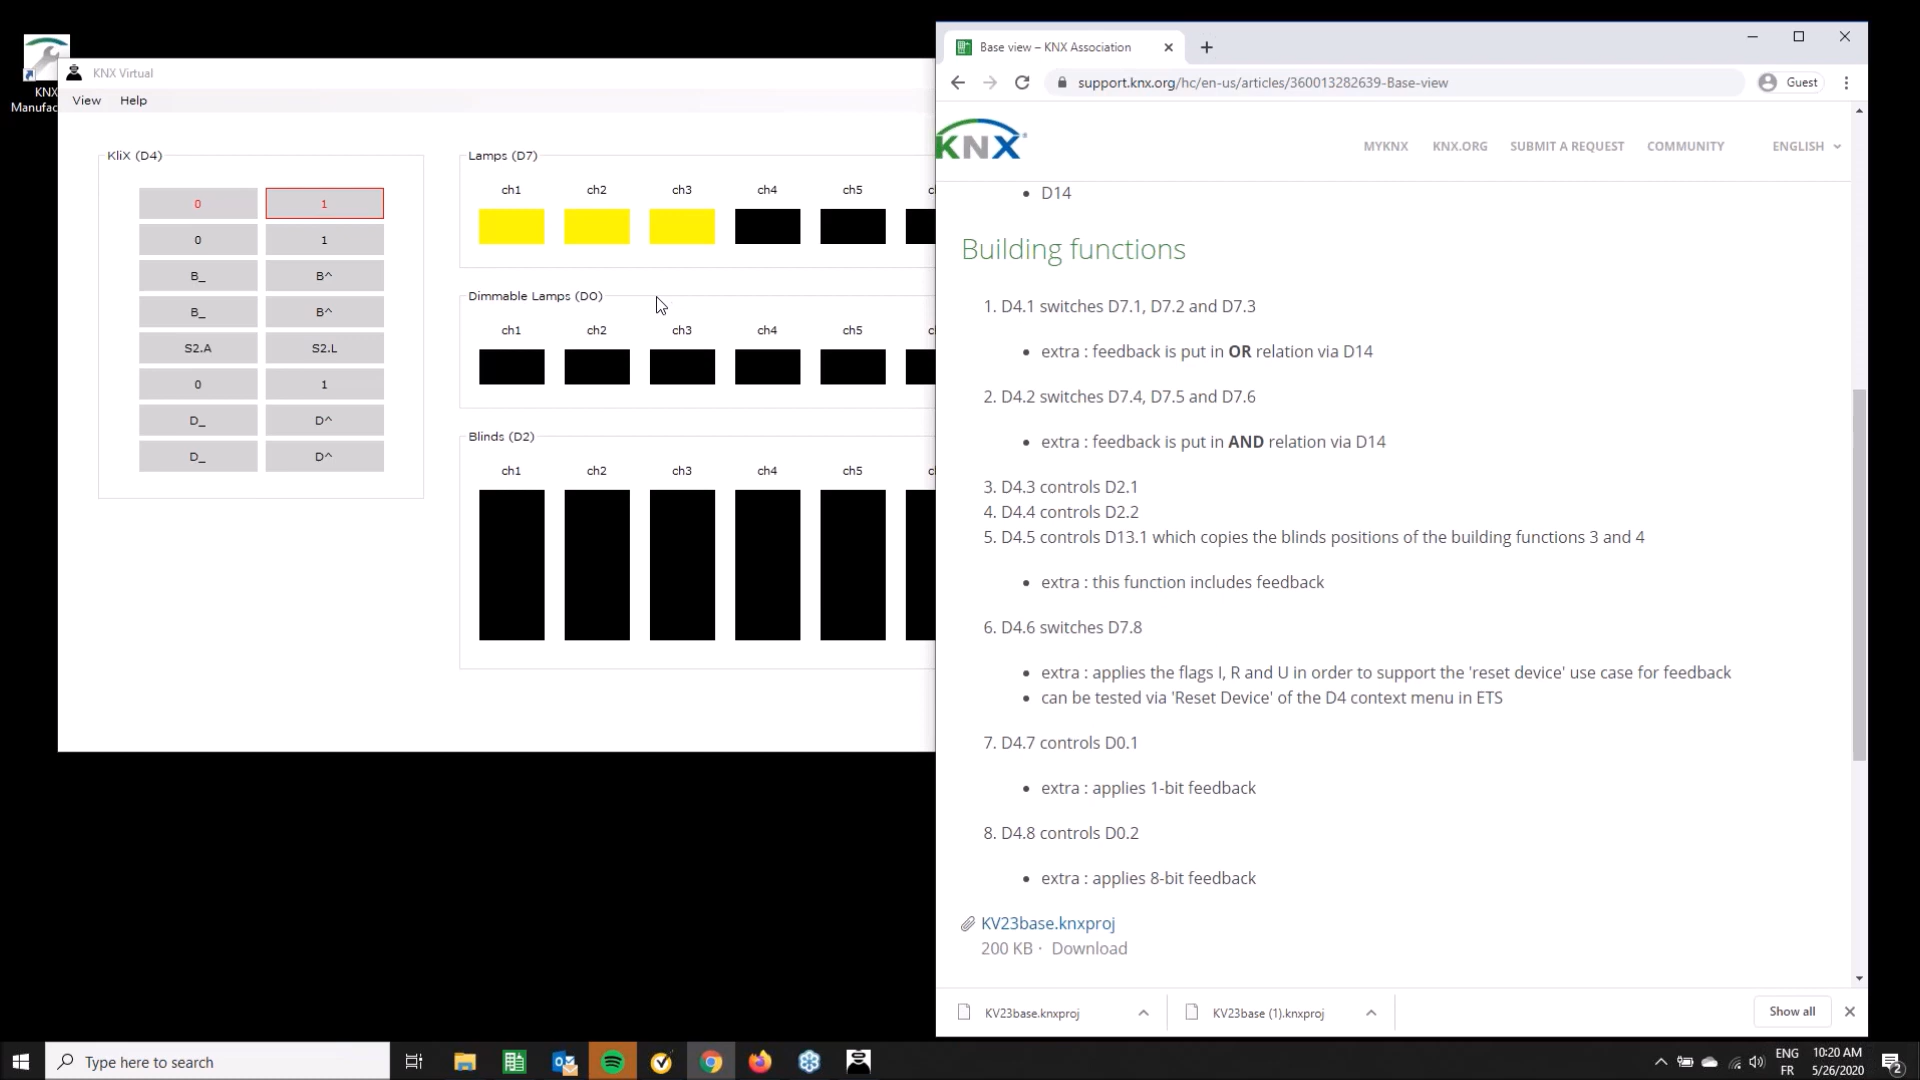 KNX
Manufac
KNX Virtual
View Help
KliX (D4)
0 1
0 1
B_ B^
B_ B^
S2.A S2.L
0 1
D_ D^
D_ D^
Lamps (D7)
ch1 ch2 ch3 ch4 ch5 c
Dimmable Lamps (D0)
ch1 ch2 ch3 ch4 ch5 c
Blinds (D2)
ch1 ch2 ch3 ch4 ch5 c
Base view – KNX Association
support.knx.org/hc/en-us/articles/360013282639-Base-view
Guest
KNX
MYKNX KNX.ORG SUBMIT A REQUEST COMMUNITY ENGLISH
• D14
Building functions
1. D4.1 switches D7.1, D7.2 and D7.3
• extra : feedback is put in OR relation via D14
2. D4.2 switches D7.4, D7.5 and D7.6
• extra : feedback is put in AND relation via D14
3. D4.3 controls D2.1
4. D4.4 controls D2.2
5. D4.5 controls D13.1 which copies the blinds positions of the building functions 3 and 4
• extra : this function includes feedback
6. D4.6 switches D7.8
• extra : applies the flags I, R and U in order to support the 'reset device' use case for feedback
• can be tested via 'Reset Device' of the D4 context menu in ETS
7. D4.7 controls D0.1
• extra : applies 1-bit feedback
8. D4.8 controls D0.2
• extra : applies 8-bit feedback
KV23base.knxproj
200 KB · Download
KV23base.knxproj
KV23base (1).knxproj
Show all
Type here to search
ENG
FR
10:20 AM
5/26/2020
2